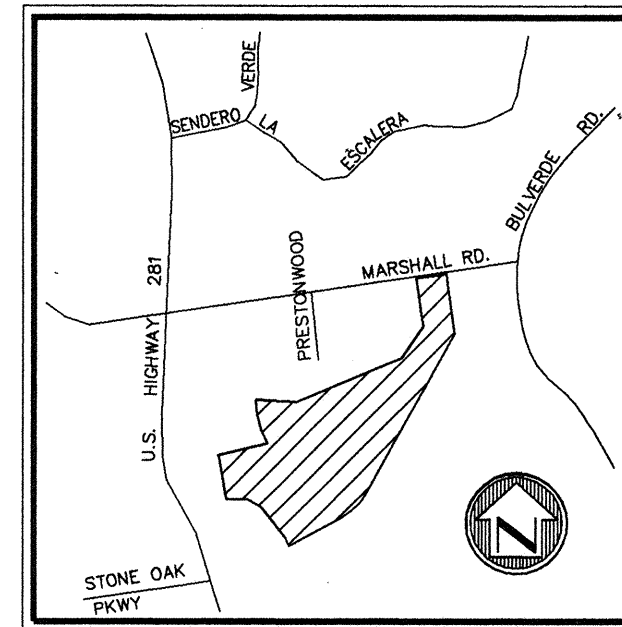 VERDE
SENDERO
LA
ESCALERA
BULVERDE RD.
PRESTONWOOD
MARSHALL RD.
U.S. HIGHWAY 281
STONE OAK
PKWY
N